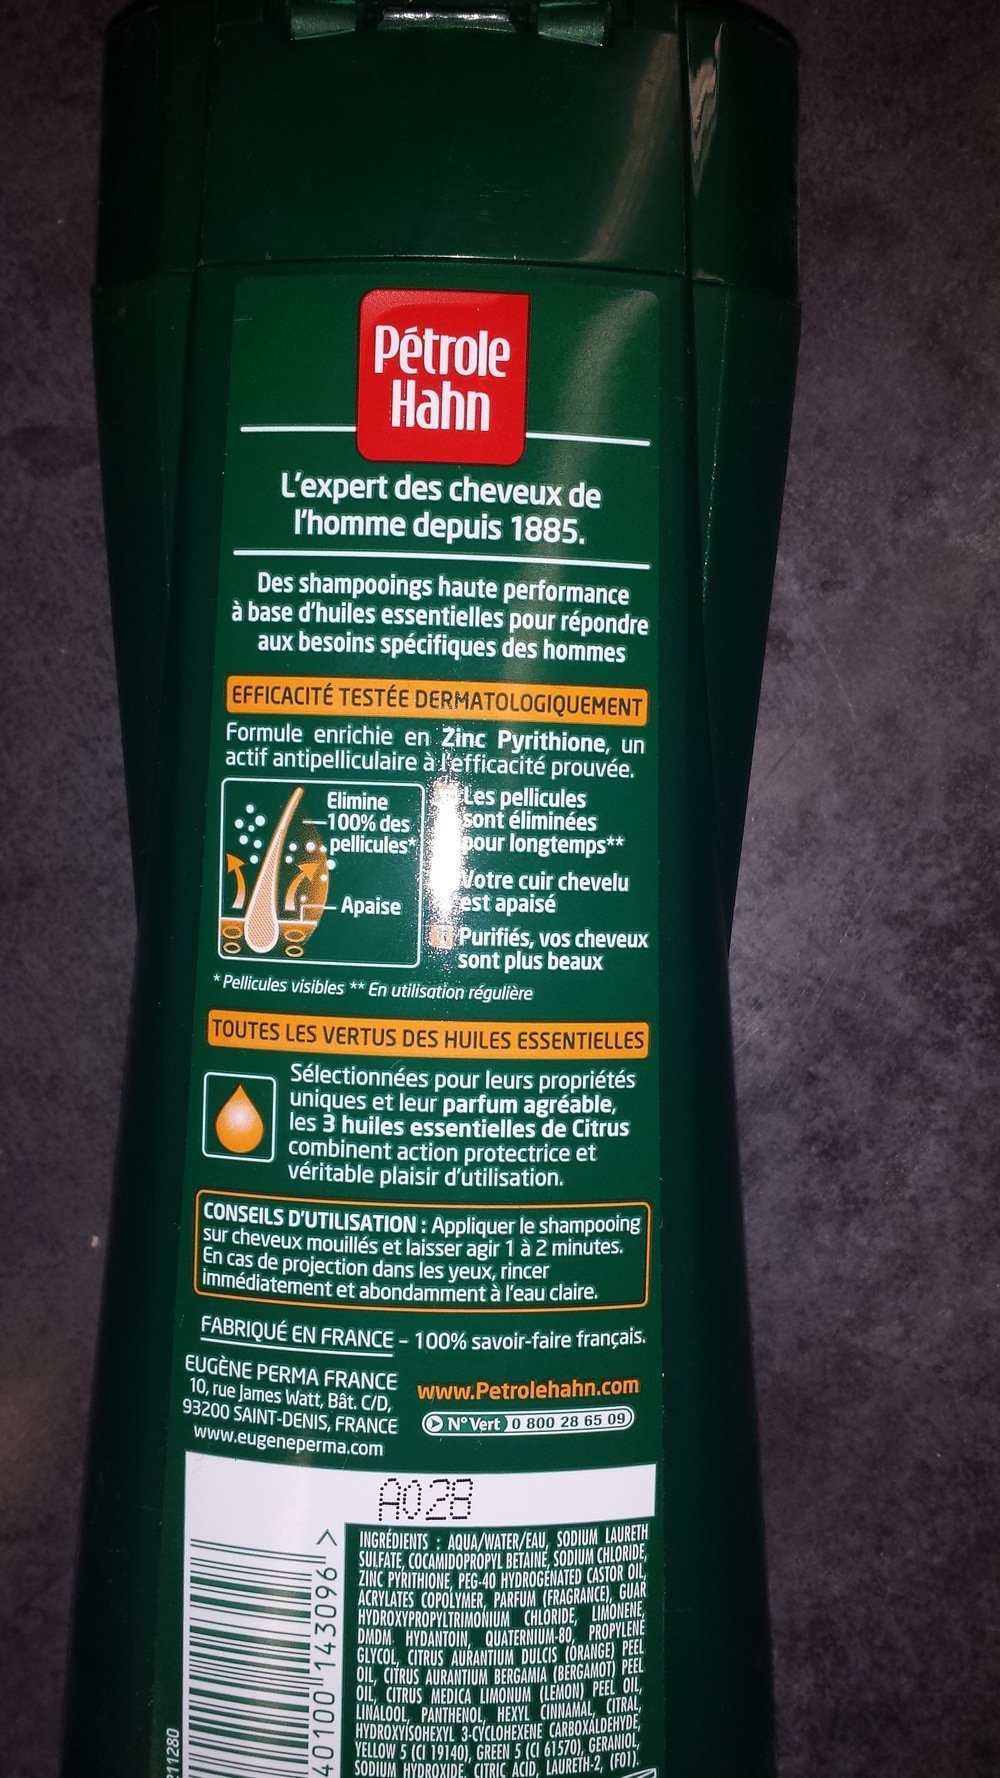 Pétrole
Hahn
L'expert des cheveux de
l'homme depuis 1885.
Des shampooings haute performance
à base d'huiles essentielles pour répondre
aux besoins spécifiques des hommes
EFFICACITÉ TESTÉE DERMATOLOGIQUEMENT
Formule enrichie en Zinc Pyrithione, un
actif antipelliculaire à l'efficacité prouvée.
Elimine
100% des
pellicules*
Apaise
Les pellicules
sont éliminées
pour longtemps**
Votre cuir chevelu
est apaisé
Purifiés, vos cheveux
sont plus beaux
* Pellicules visibles ** En utilisation régulière
TOUTES LES VERTUS DES HUILES ESSENTIELLES
Sélectionnées pour leurs propriétés
uniques et leur parfum agréable,
les 3 huiles essentielles de Citrus
combinent action protectrice et
véritable plaisir d'utilisation.
CONSEILS D'UTILISATION : Appliquer le shampooing
sur cheveux mouillés et laisser agir 1 à 2 minutes.
En cas de projection dans les yeux, rincer
immédiatement et abondamment à l'eau claire.
FABRIQUÉ EN FRANCE – 100% savoir-faire français.
EUGÈNE PERMA FRANCE
10, rue James Watt, Bât. C/D,
93200 SAINT-DENIS, FRANCE
www.eugeneperma.com
www.Petrolehahn.com
N° Vert 0 800 28 65 09
A028
INGRÉDIENTS : AQUA/WATER/EAU, SODIUM LAURETH
SULFATE, COCAMIDOPROPYL BETAINE, SODIUM CHLORIDE,
ZINC PYRITHIONE, PEG-40 HYDROGENATED CASTOR OIL,
ACRYLATES COPOLYMER, PARFUM (FRAGRANCE), GUAR
HYDROXYPROPYLTRIMONIUM CHLORIDE, LIMONENE,
DMDM HYDANTOIN, QUATERNIUM-80, PROPYLENE
GLYCOL, CITRUS AURANTIUM DULCIS (ORANGE) PEEL
OIL, CITRUS AURANTIUM BERGAMIA (BERGAMOT) PEEL
OIL, CITRUS MEDICA LIMONUM (LEMON) PEEL OIL,
LINALOOL, PANTHENOL, HEXYL CINNAMAL, CITRAL,
HYDROXYISOHEXYL 3-CYCLOHEXENE CARBOXALDEHYDE,
YELLOW 5 (CI 19140), GREEN 5 (CI 61570), GERANIOL,
SODIUM HYDROXIDE, CITRIC ACID, LAURETH-2, (F01).
40100 143096 >
211280